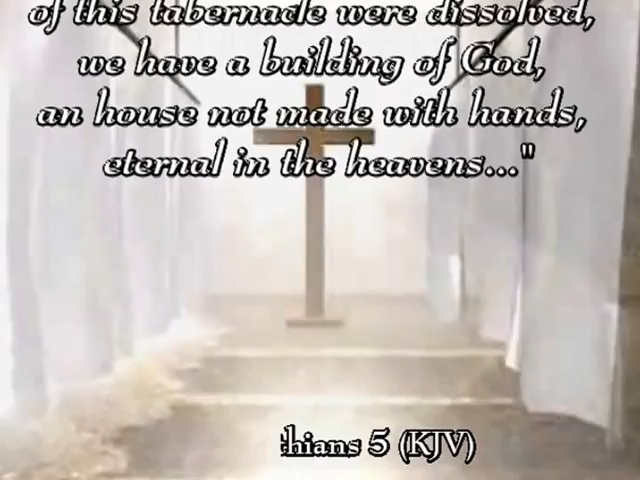 of this tabernacle were dissolved,
we have a building of God,
an house not made with hands,
eternal in the heavens..."
thians 5 (KJV)